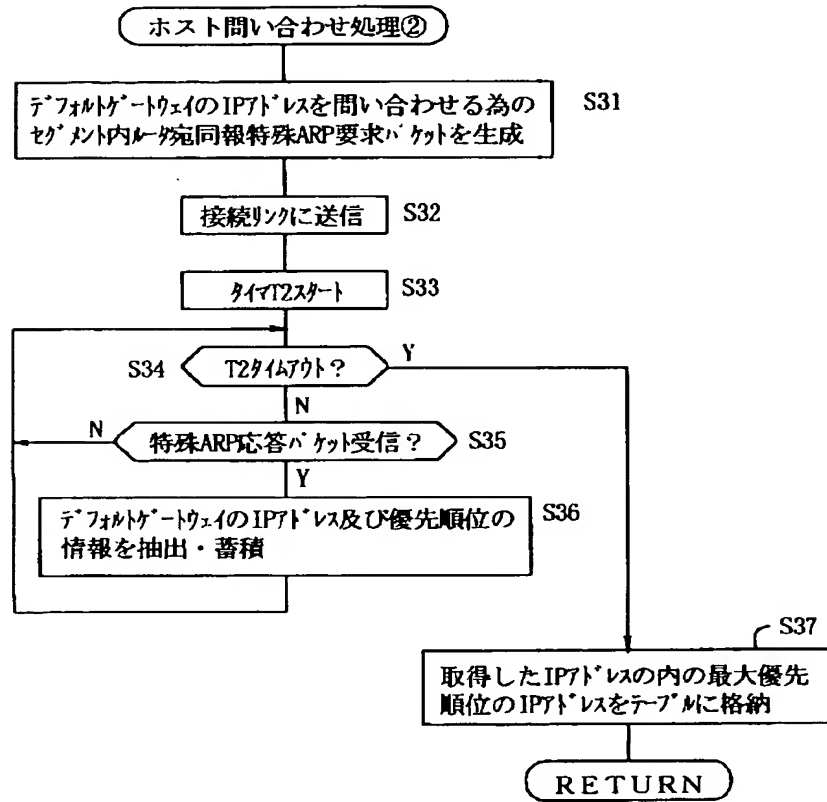 ホスト問い合わせ処理②
デフォルトゲートウェイのIPアドレスを問い合わせる為の
セグメント内ルータ宛同報特殊ARP要求パケットを生成
S31
接続リンクに送信
S32
タイマT2スタート
S33
S34
T2タイムアウト?
Y
N
N
特殊ARP応答パケット受信?
S35
Y
デフォルトゲートウェイのIPアドレス及び優先順位の
情報を抽出・蓄積
S36
S37
取得したIPアドレスの内の最大優先
順位のIPアドレスをテーブルに格納
RETURN